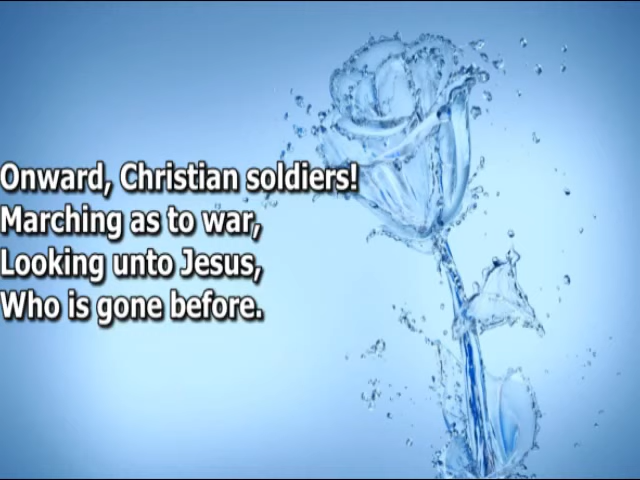 Onward, Christian soldiers!
Marching as to war,
Looking unto Jesus,
Who is gone before.